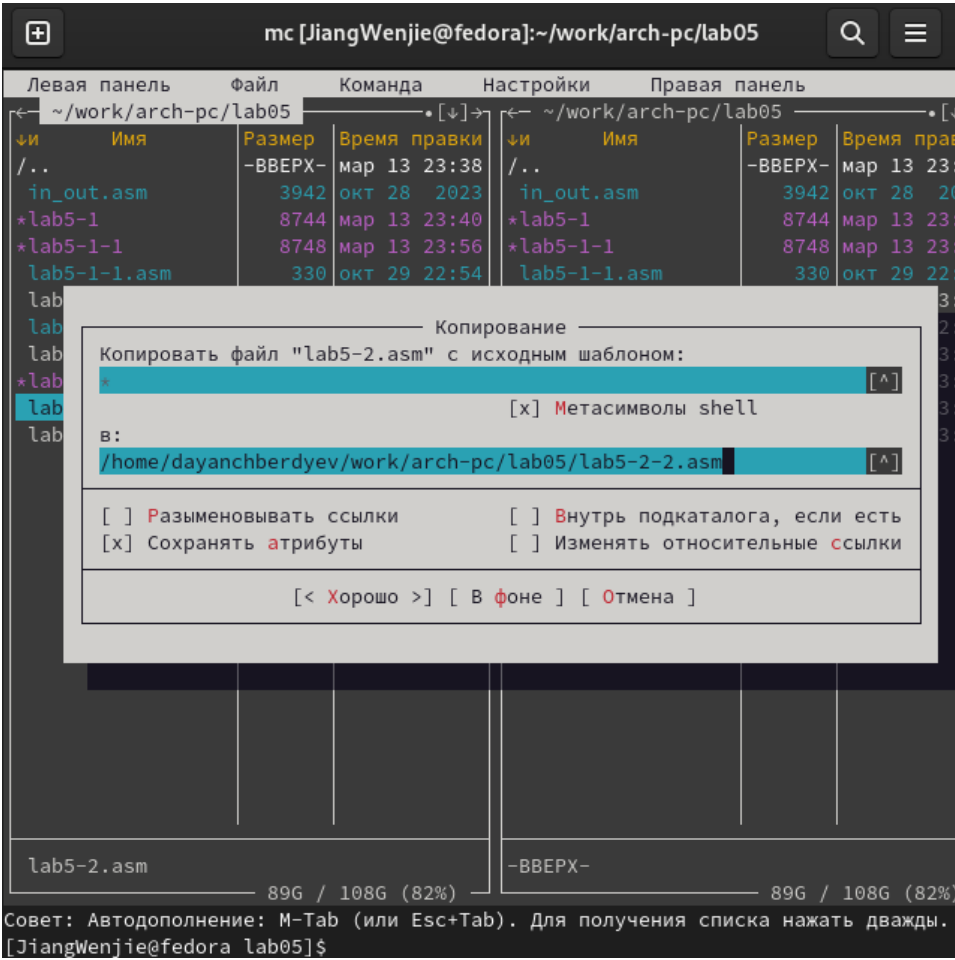 mc [JiangWenjie@fedora]:~/work/arch-pc/lab05
Левая панель Файл Команда Настройки Правая панель
~/work/arch-pc/lab05 [↓] ~/work/arch-pc/lab05
↓и Имя Размер Время правки ↓и Имя Размер Время прав
/.. -ВВЕРХ- мар 13 23:38 /.. -ВВЕРХ- мар 13 23:
in_out.asm 3942 окт 28 2023 in_out.asm 3942 окт 28 20
*lab5-1 8744 мар 13 23:40 *lab5-1 8744 мар 13 23:
*lab5-1-1 8748 мар 13 23:56 *lab5-1-1 8748 мар 13 23:
lab5-1-1.asm 330 окт 29 22:54 lab5-1-1.asm 330 окт 29 22:
lab
lab
lab
*lab
lab
lab
Копирование
Копировать файл "lab5-2.asm" с исходным шаблоном:
* [^]
[x] Метасимволы shell
в:
/home/dayanchberdyev/work/arch-pc/lab05/lab5-2-2.asm [^]
[ ] Разыменовывать ссылки [ ] Внутрь подкаталога, если есть
[x] Сохранять атрибуты [ ] Изменять относительные ссылки
[< Хорошо >] [ В фоне ] [ Отмена ]
lab5-2.asm -ВВЕРХ-
89G / 108G (82%) 89G / 108G (82%)
Совет: Автодополнение: M-Tab (или Esc+Tab). Для получения списка нажать дважды.
[JiangWenjie@fedora lab05]$